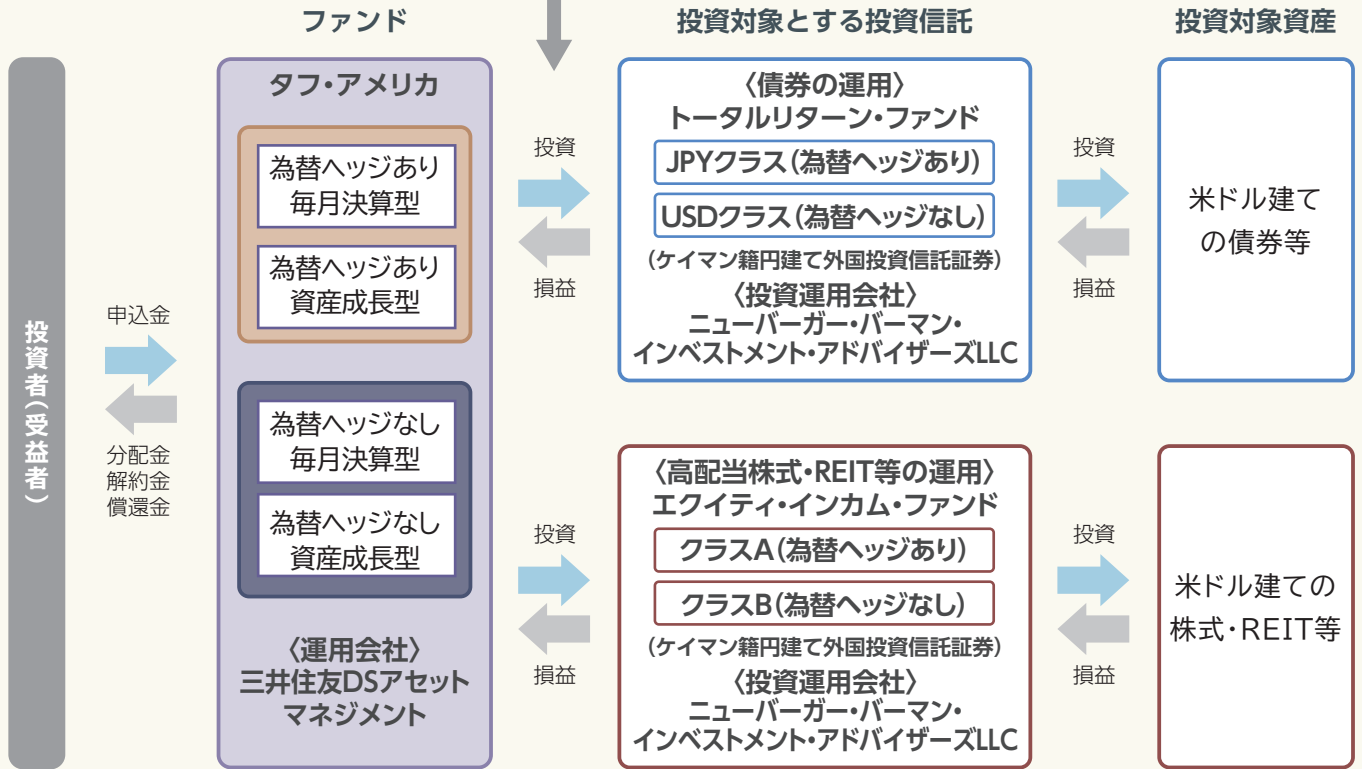 ファンド
投資対象とする投資信託
投資対象資産
投資者(受益者)
申込金
分配金
解約金
償還金
タフ・アメリカ
為替ヘッジあり
毎月決算型
為替ヘッジあり
資産成長型
為替ヘッジなし
毎月決算型
為替ヘッジなし
資産成長型
〈運用会社〉
三井住友DSアセット
マネジメント
投資
損益
〈債券の運用〉
トータルリターン・ファンド
JPYクラス(為替ヘッジあり)
USDクラス(為替ヘッジなし)
(ケイマン籍円建て外国投資信託証券)
〈投資運用会社〉
ニューバーガー・バーマン・
インベストメント・アドバイザーズLLC
投資
損益
米ドル建て
の債券等
投資
損益
〈高配当株式・REIT等の運用〉
エクイティ・インカム・ファンド
クラスA(為替ヘッジあり)
クラスB(為替ヘッジなし)
(ケイマン籍円建て外国投資信託証券)
〈投資運用会社〉
ニューバーガー・バーマン・
インベストメント・アドバイザーズLLC
投資
損益
米ドル建ての
株式・REIT等